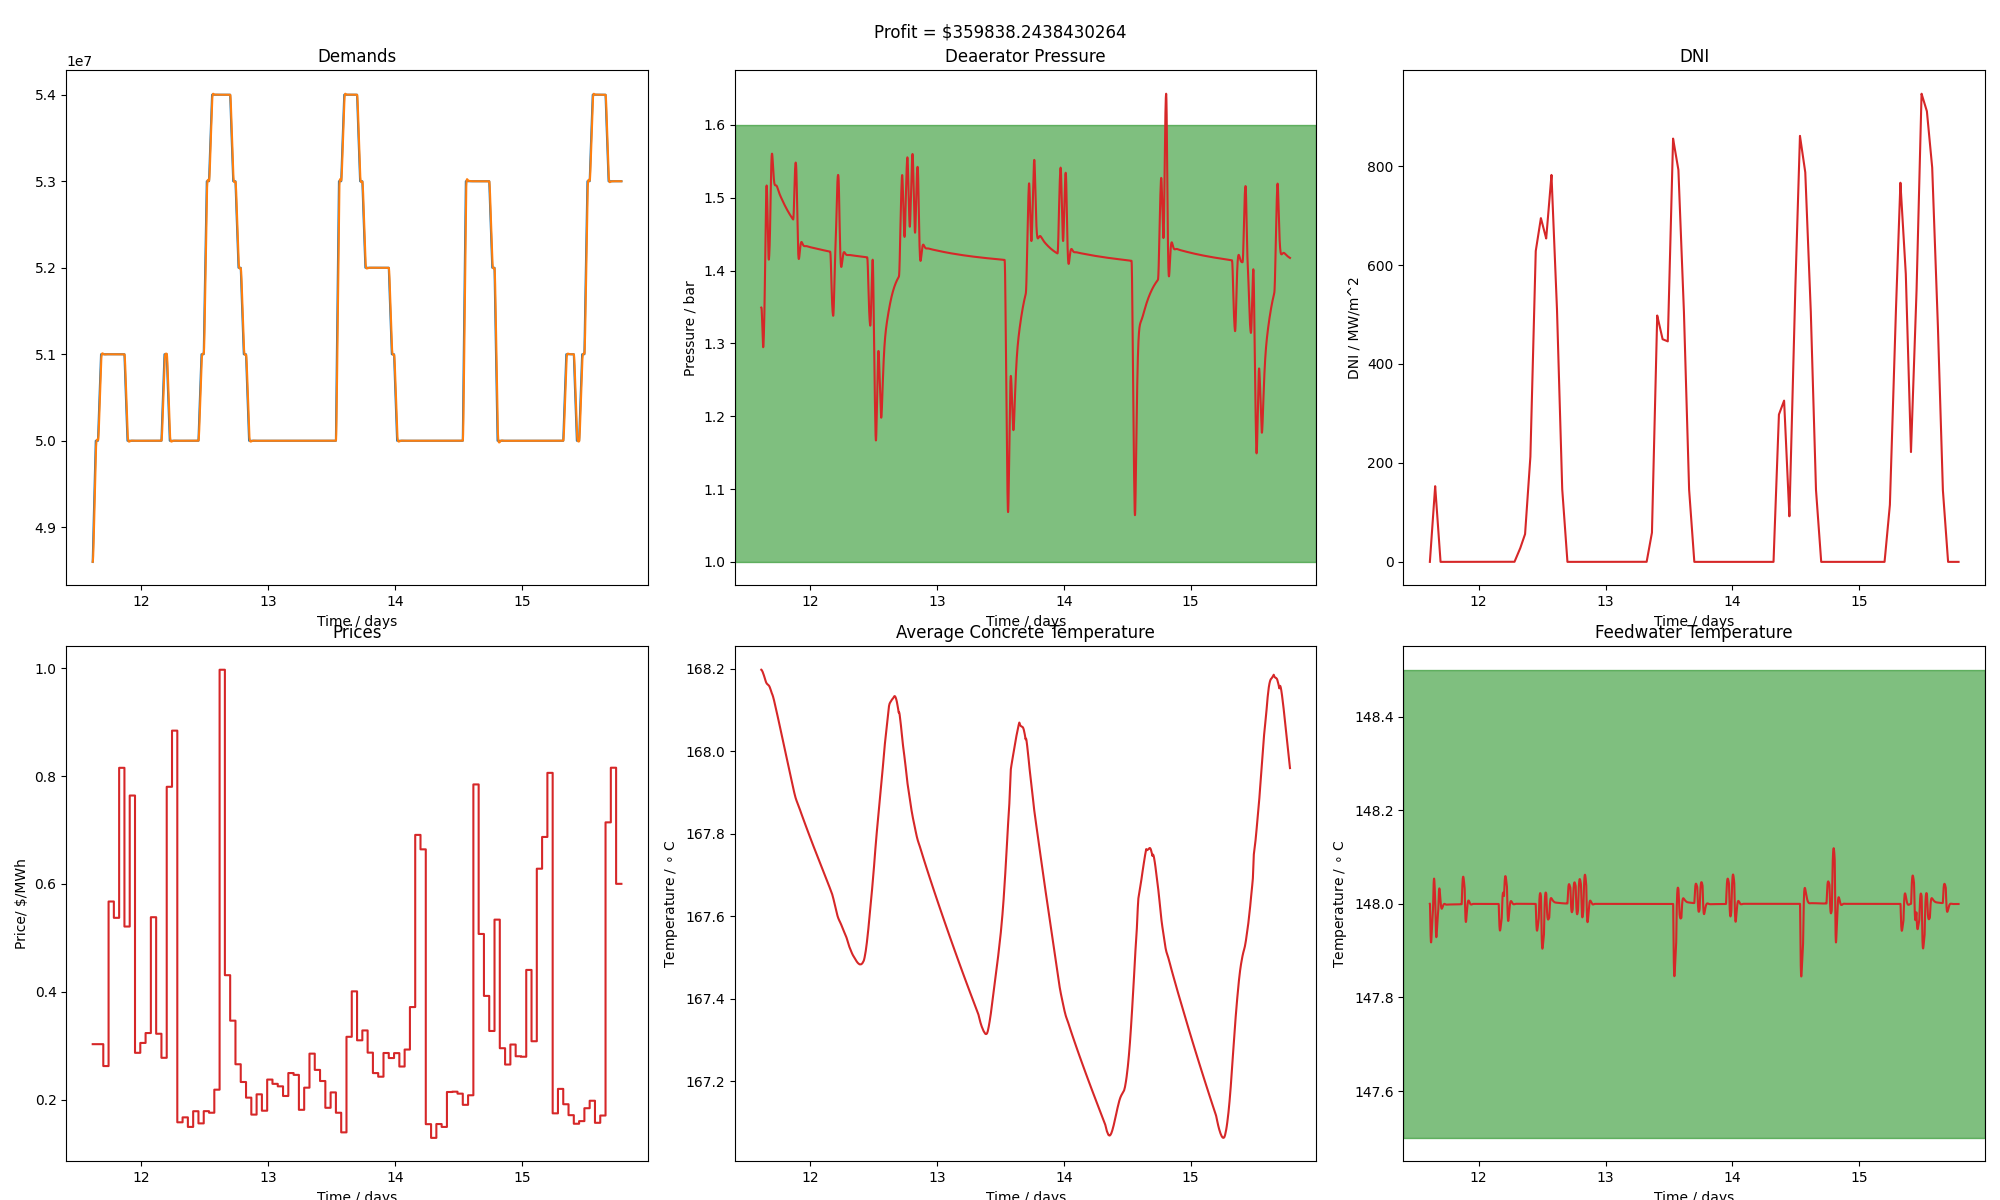 Profit = $359838.2438430264
Demands
1e7
5.4
5.3
5.2
5.1
5.0
4.9
12 13 14 15
Time / days
Deaerator Pressure
Pressure / bar
1.6
1.5
1.4
1.3
1.2
1.1
1.0
12 13 14 15
Time / days
DNI
DNI / MW/m^2
800
600
400
200
0
12 13 14 15
Time / days
Prices
Price/ $/MWh
1.0
0.8
0.6
0.4
0.2
12 13 14 15
Time / days
Average Concrete Temperature
Temperature / ∘ C
168.2
168.0
167.8
167.6
167.4
167.2
12 13 14 15
Time / days
Feedwater Temperature
Temperature / ∘ C
148.4
148.2
148.0
147.8
147.6
12 13 14 15
Time / days